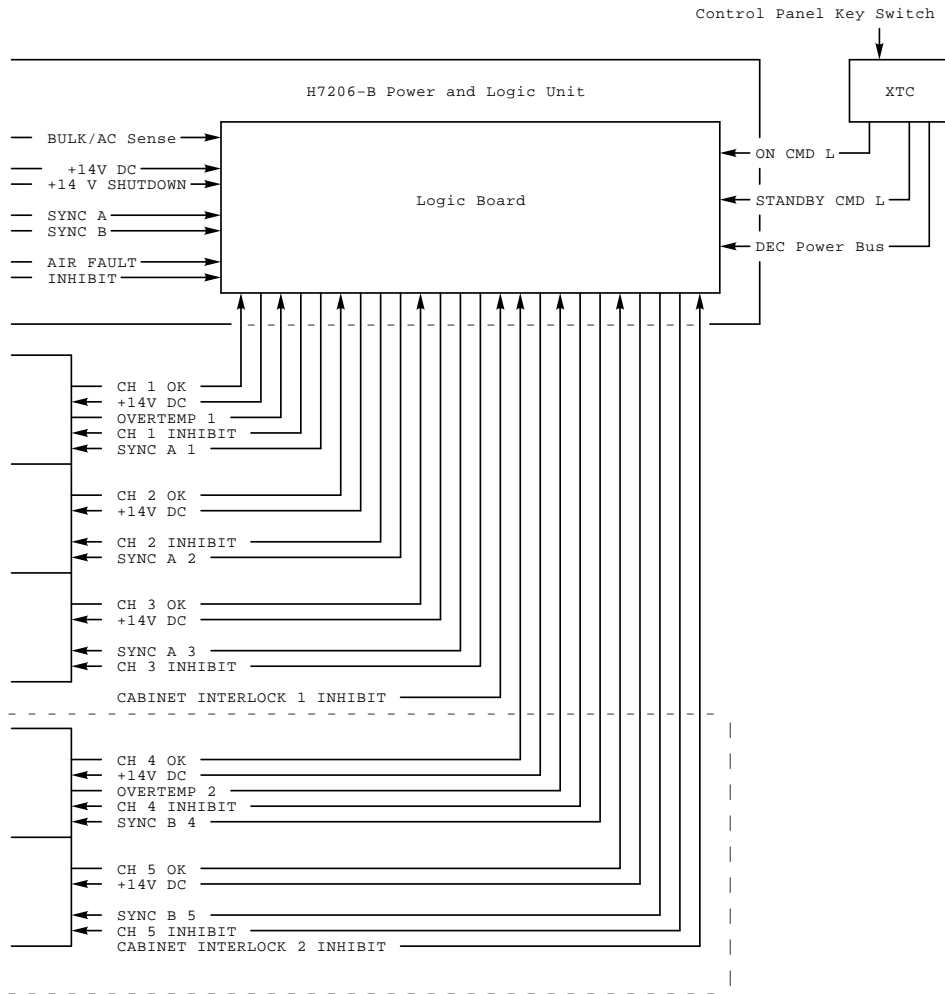 Control Panel Key Switch
H7206-B Power and Logic Unit
XTC
BULK/AC Sense
+14V DC
+14 V SHUTDOWN
SYNC A
SYNC B
AIR FAULT
INHIBIT
Logic Board
ON CMD L
STANDBY CMD L
DEC Power Bus
CH 1 OK
+14V DC
OVERTEMP 1
CH 1 INHIBIT
SYNC A 1
CH 2 OK
+14V DC
CH 2 INHIBIT
SYNC A 2
CH 3 OK
+14V DC
SYNC A 3
CH 3 INHIBIT
CABINET INTERLOCK 1 INHIBIT
CH 4 OK
+14V DC
OVERTEMP 2
CH 4 INHIBIT
SYNC B 4
CH 5 OK
+14V DC
SYNC B 5
CH 5 INHIBIT
CABINET INTERLOCK 2 INHIBIT